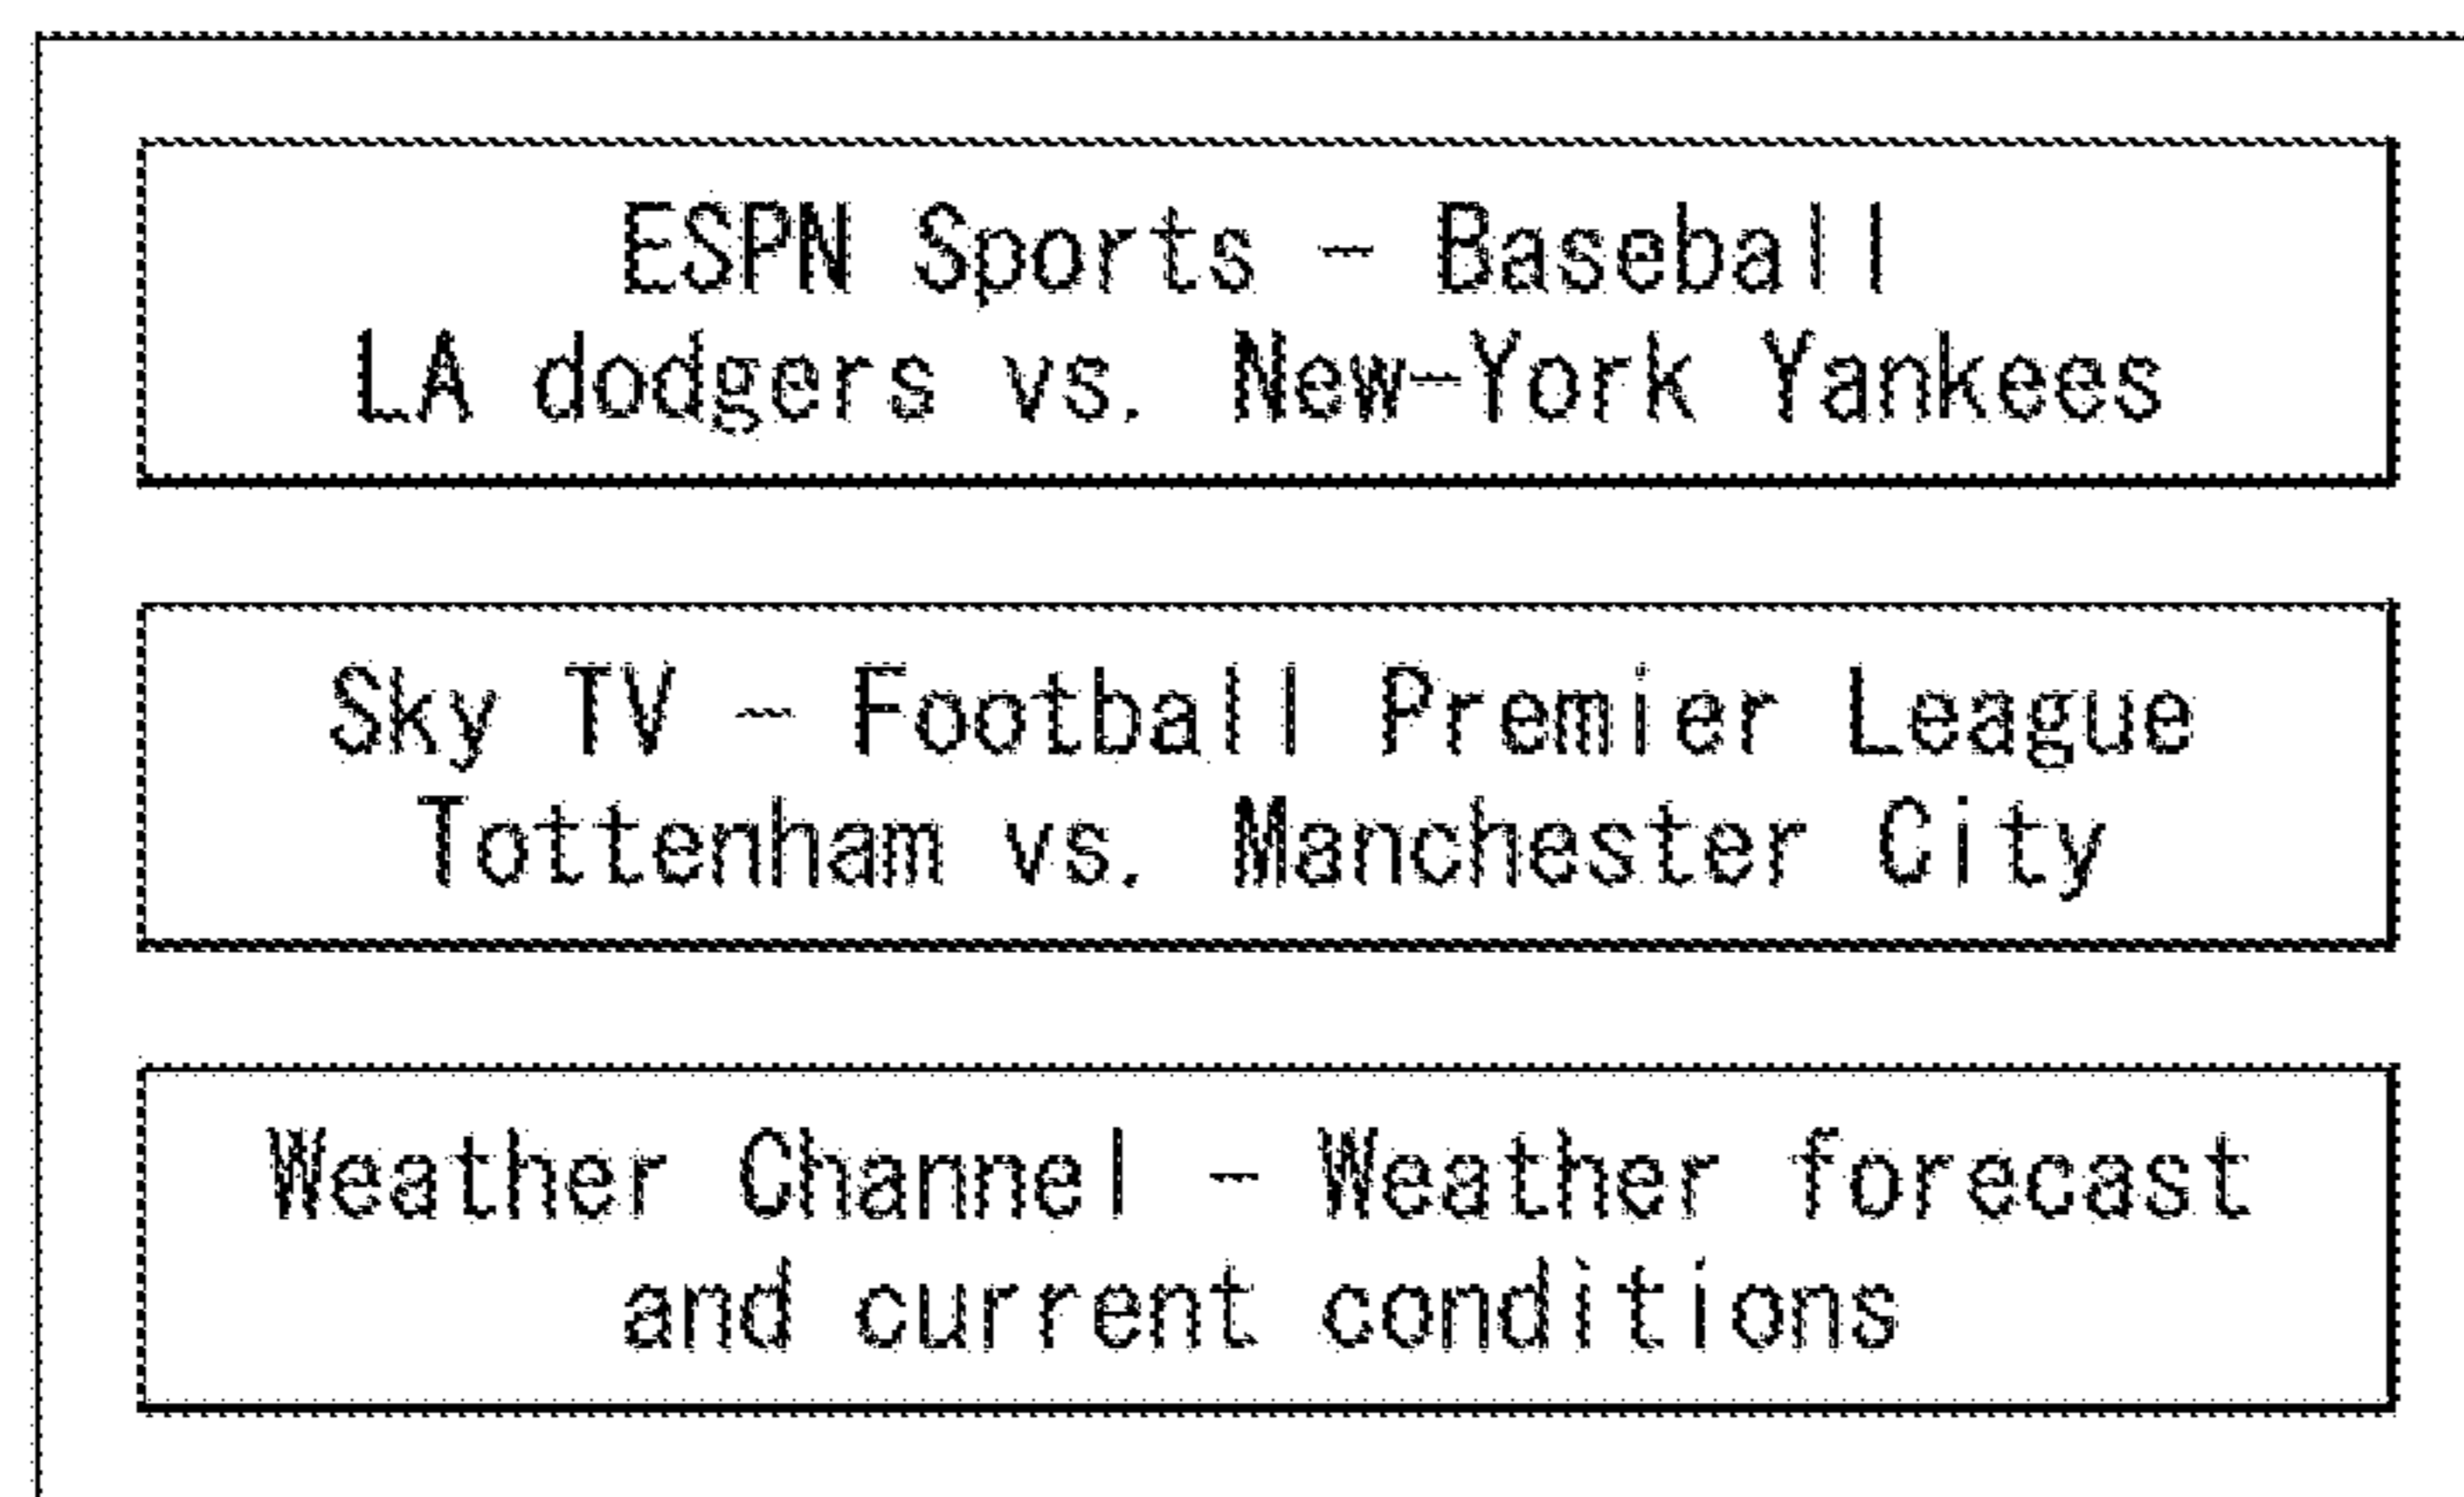 ESPN Sports - Baseball
LA dodgers vs. New-York Yankees
Sky TV - Football Premier League
Tottenham vs. Manchester City
Weather Channel - Weather forecast
and current conditions